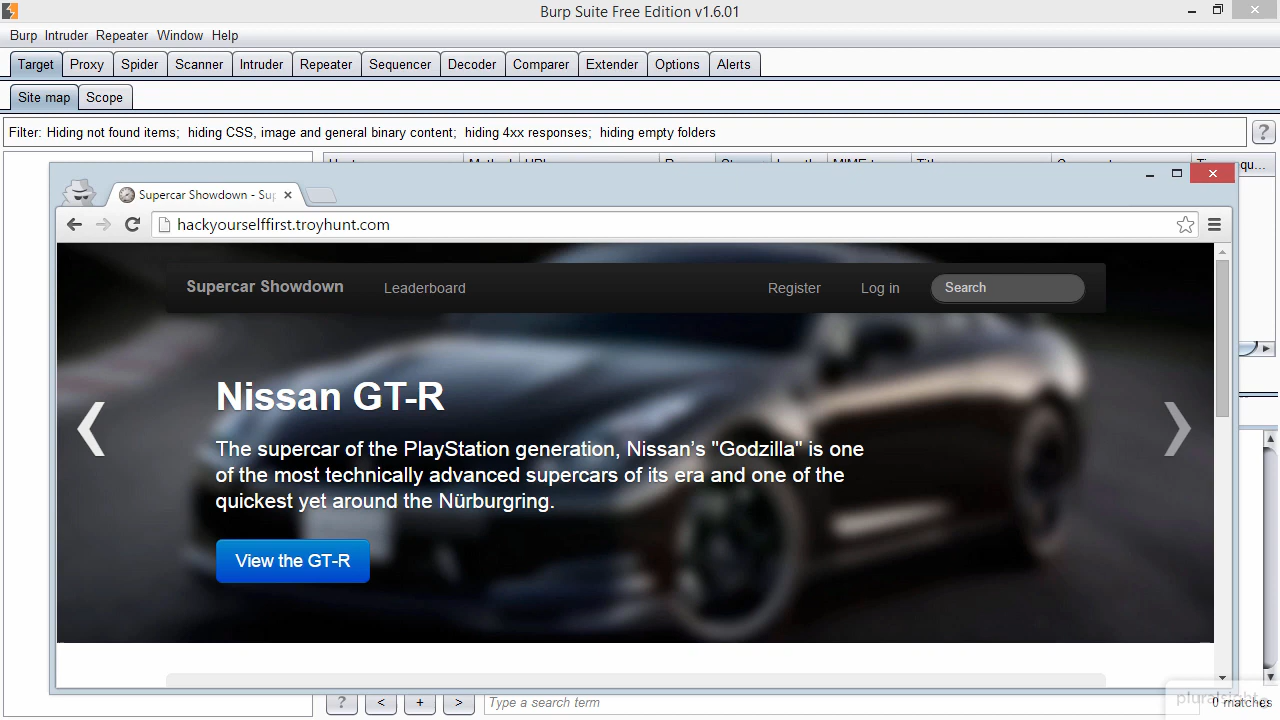 Burp Suite Free Edition v1.6.01
Burp Intruder Repeater Window Help
Target Proxy Spider Scanner Intruder Repeater Sequencer Decoder Comparer Extender Options Alerts
Site map Scope
Filter: Hiding not found items; hiding CSS, image and general binary content; hiding 4xx responses; hiding empty folders ?
qu...
Supercar Showdown - Sup
hackyourselffirst.troyhunt.com
Supercar Showdown Leaderboard Register Log in Search
Nissan GT-R
The supercar of the PlayStation generation, Nissan's "Godzilla" is one
of the most technically advanced supercars of its era and one of the
quickest yet around the Nürburgring.
View the GT-R
? < + > Type a search term 0 matches
pluralsight